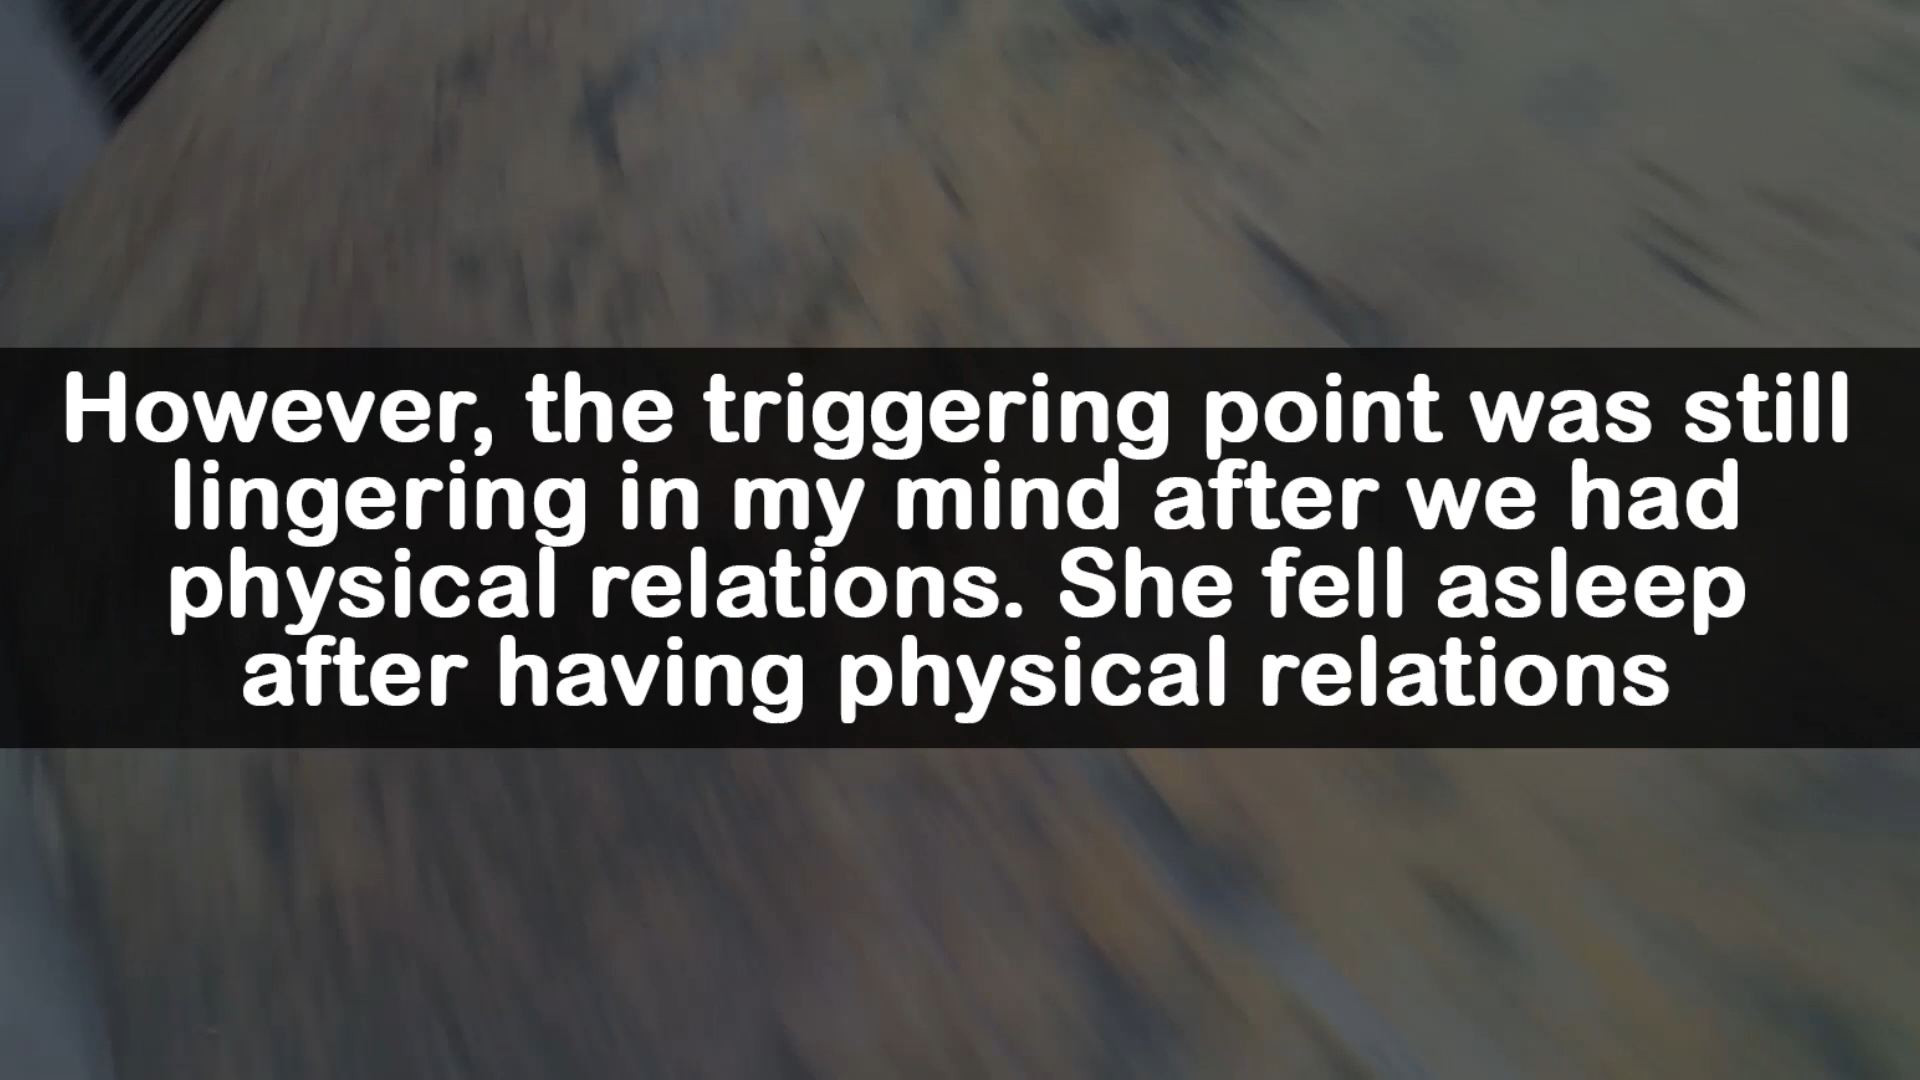 However, the triggering point was still
lingering in my mind after we had
physical relations. She fell asleep
after having physical relations